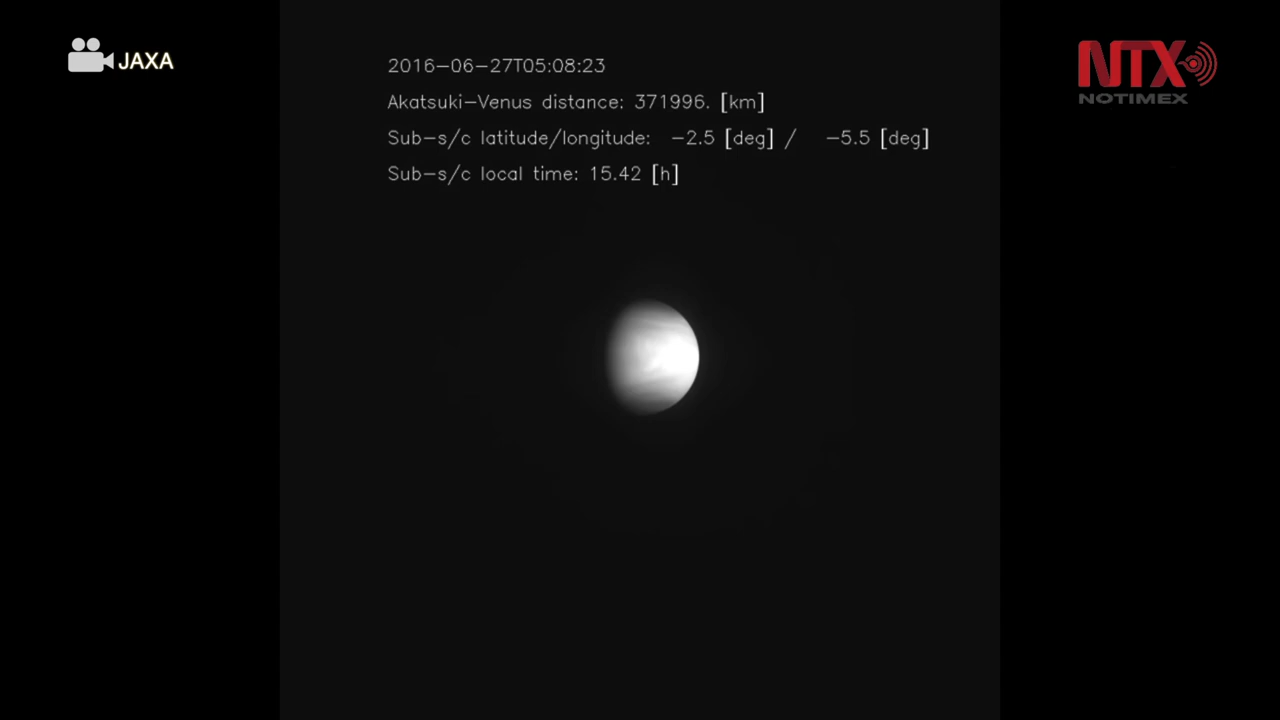 JAXA
NTX
NOTIMEX
2016-06-27T05:08:23
Akatsuki-Venus distance: 371996. [km]
Sub-s/c latitude/longitude: -2.5 [deg] / -5.5 [deg]
Sub-s/c local time: 15.42 [h]